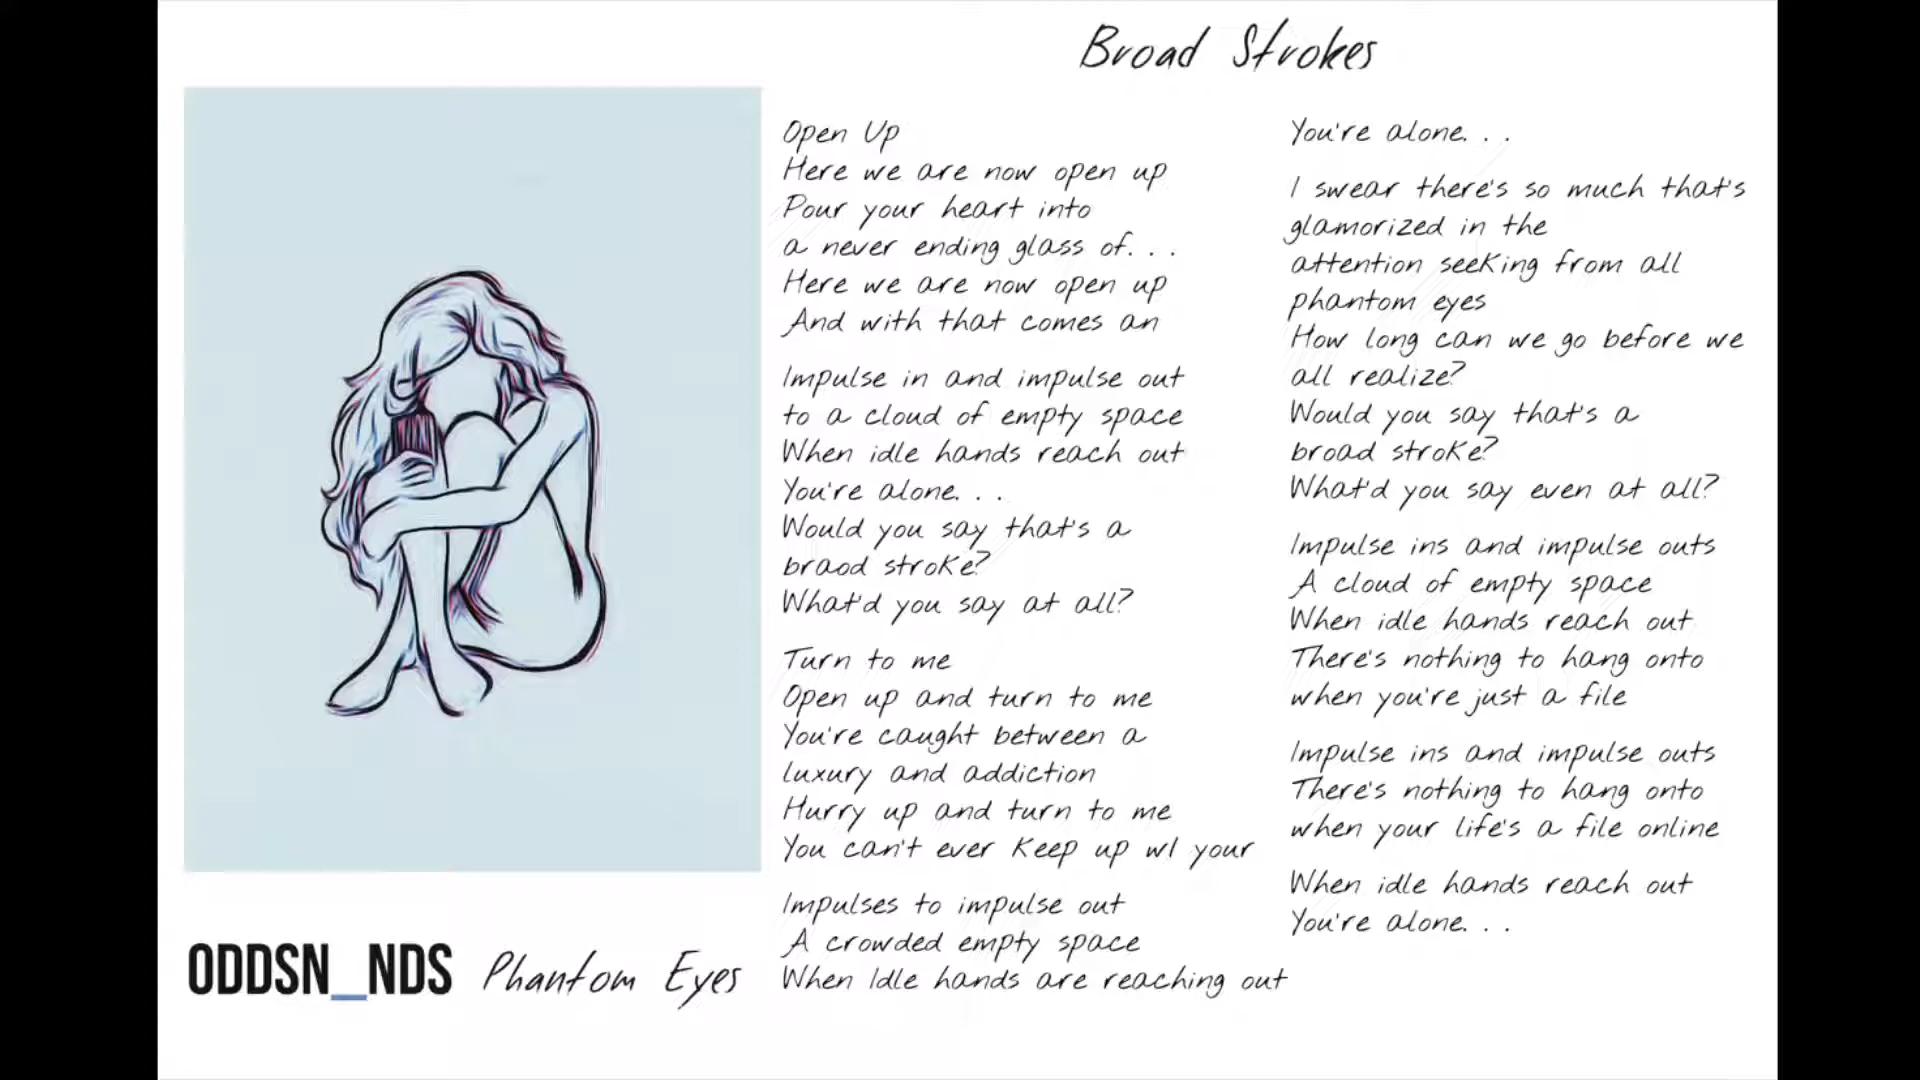 Broad Strokes
Open Up
Here we are now open up
Pour your heart into
a never ending glass of. . .
Here we are now open up
And with that comes an
Impulse in and impulse out
to a cloud of empty space
When idle hands reach out
You're alone. . .
Would you say that's a
braod stroke?
What'd you say at all?
Turn to me
Open up and turn to me
You're caught between a
luxury and addiction
Hurry up and turn to me
You can't ever keep up w/ your
Impulses to impulse out
A crowded empty space
When Idle hands are reaching out
You're alone. . .
I swear there's so much that's
glamorized in the
attention seeking from all
phantom eyes
How long can we go before we
all realize?
Would you say that's a
broad stroke?
What'd you say even at all?
Impulse ins and impulse outs
A cloud of empty space
When idle hands reach out
There's nothing to hang onto
when you're just a file
Impulse ins and impulse outs
There's nothing to hang onto
when your life's a file online
When idle hands reach out
You're alone. . .
ODDSN_NDS Phantom Eyes